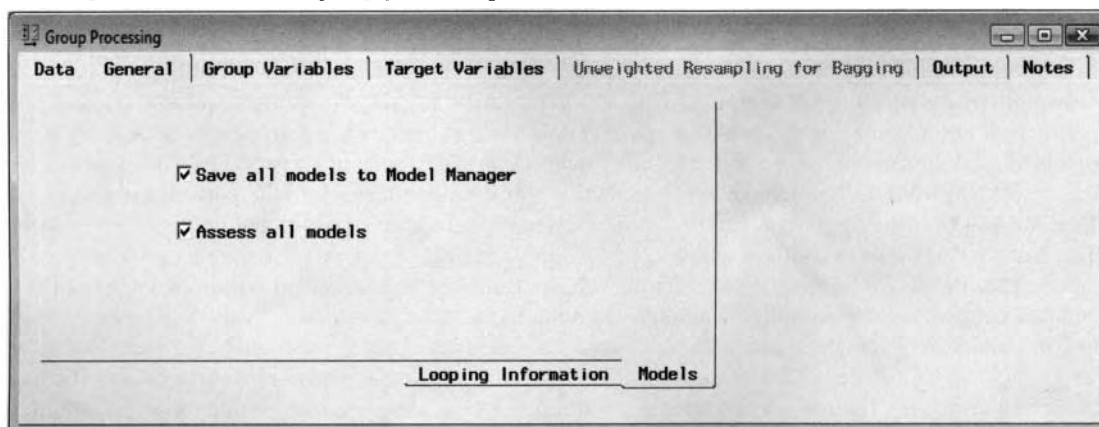 Group Processing
Data General Group Variables Target Variables Unweighted Resampling for Bagging Output Notes
Save all models to Model Manager
Assess all models
Looping Information Models